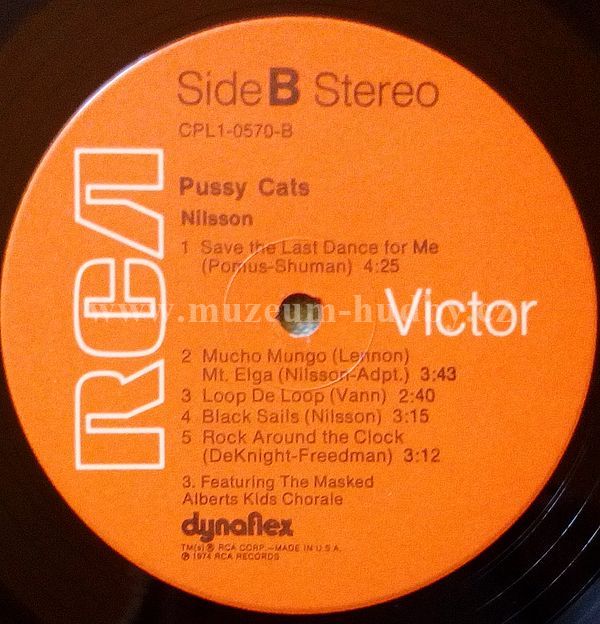 Side B Stereo
CPL1-0570-B
Pussy Cats
Nilsson
1 Save the Last Dance for Me
(Pomus-Shuman) 4:25
RCA
Victor
www.muzeum-hudby.cz
2 Mucho Mungo (Lennon)
Mt. Elga (Nilsson-Adpt.) 3:43
3 Loop De Loop (Vann) 2:40
4 Black Sails (Nilsson) 3:15
5 Rock Around the Clock
(DeKnight-Freedman) 3:12
3. Featuring The Masked
Alberts Kids Chorale
dynaflex
TM(s) ® RCA CORP.—MADE IN U.S.A.
℗ 1974 RCA RECORDS